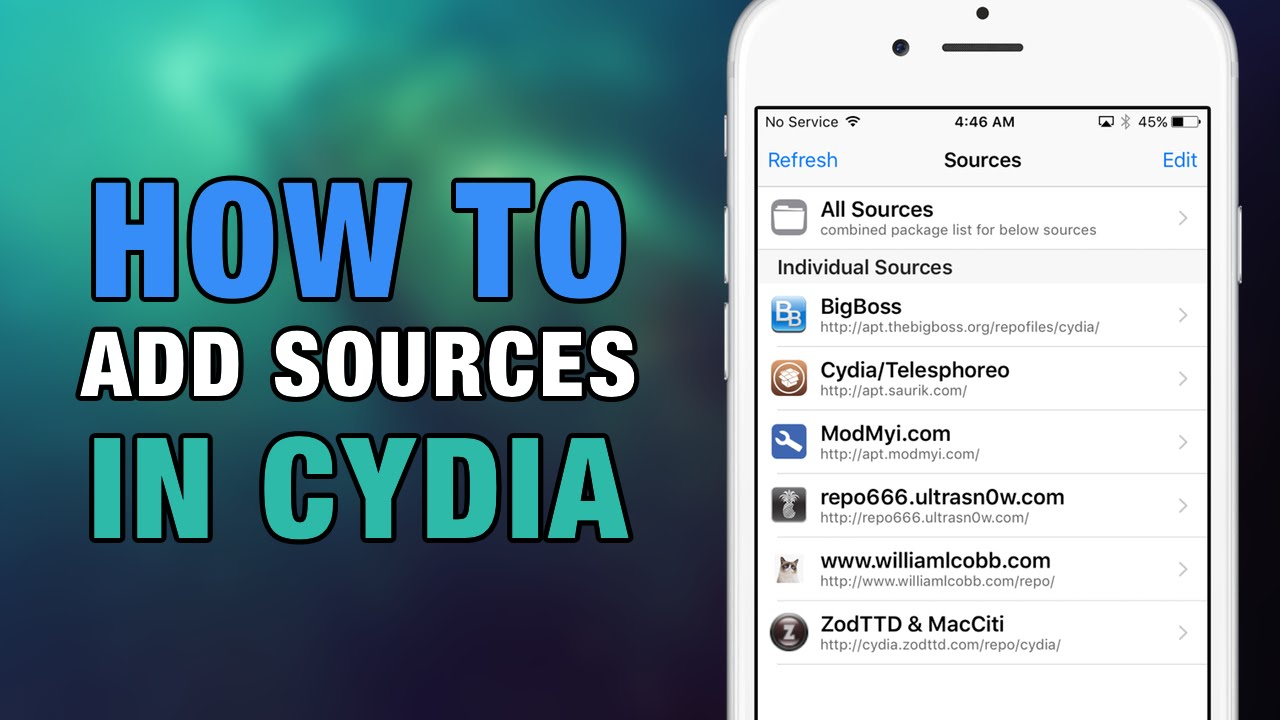 HOW TO
ADD SOURCES
IN CYDIA
No Service 4:46 AM 45%
Refresh Sources Edit
All Sources
combined package list for below sources
Individual Sources
BB
BigBoss
http://apt.thebigboss.org/repofiles/cydia/
Cydia/Telesphoreo
http://apt.saurik.com/
ModMyi.com
http://apt.modmyi.com/
repo666.ultrasn0w.com
http://repo666.ultrasn0w.com/
www.williamlcobb.com
http://www.williamlcobb.com/repo/
Z
ZodTTD & MacCiti
http://cydia.zodttd.com/repo/cydia/